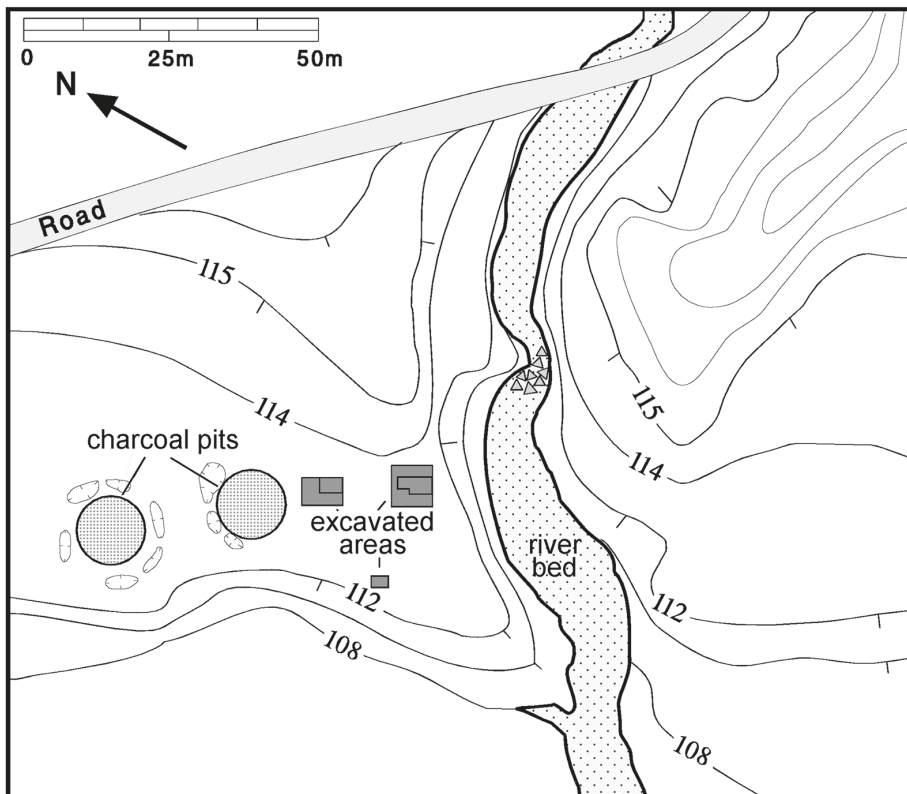 0 25m 50m
N
Road
115
114
charcoal pits
excavated
areas
112
108
river
bed
115
114
112
108